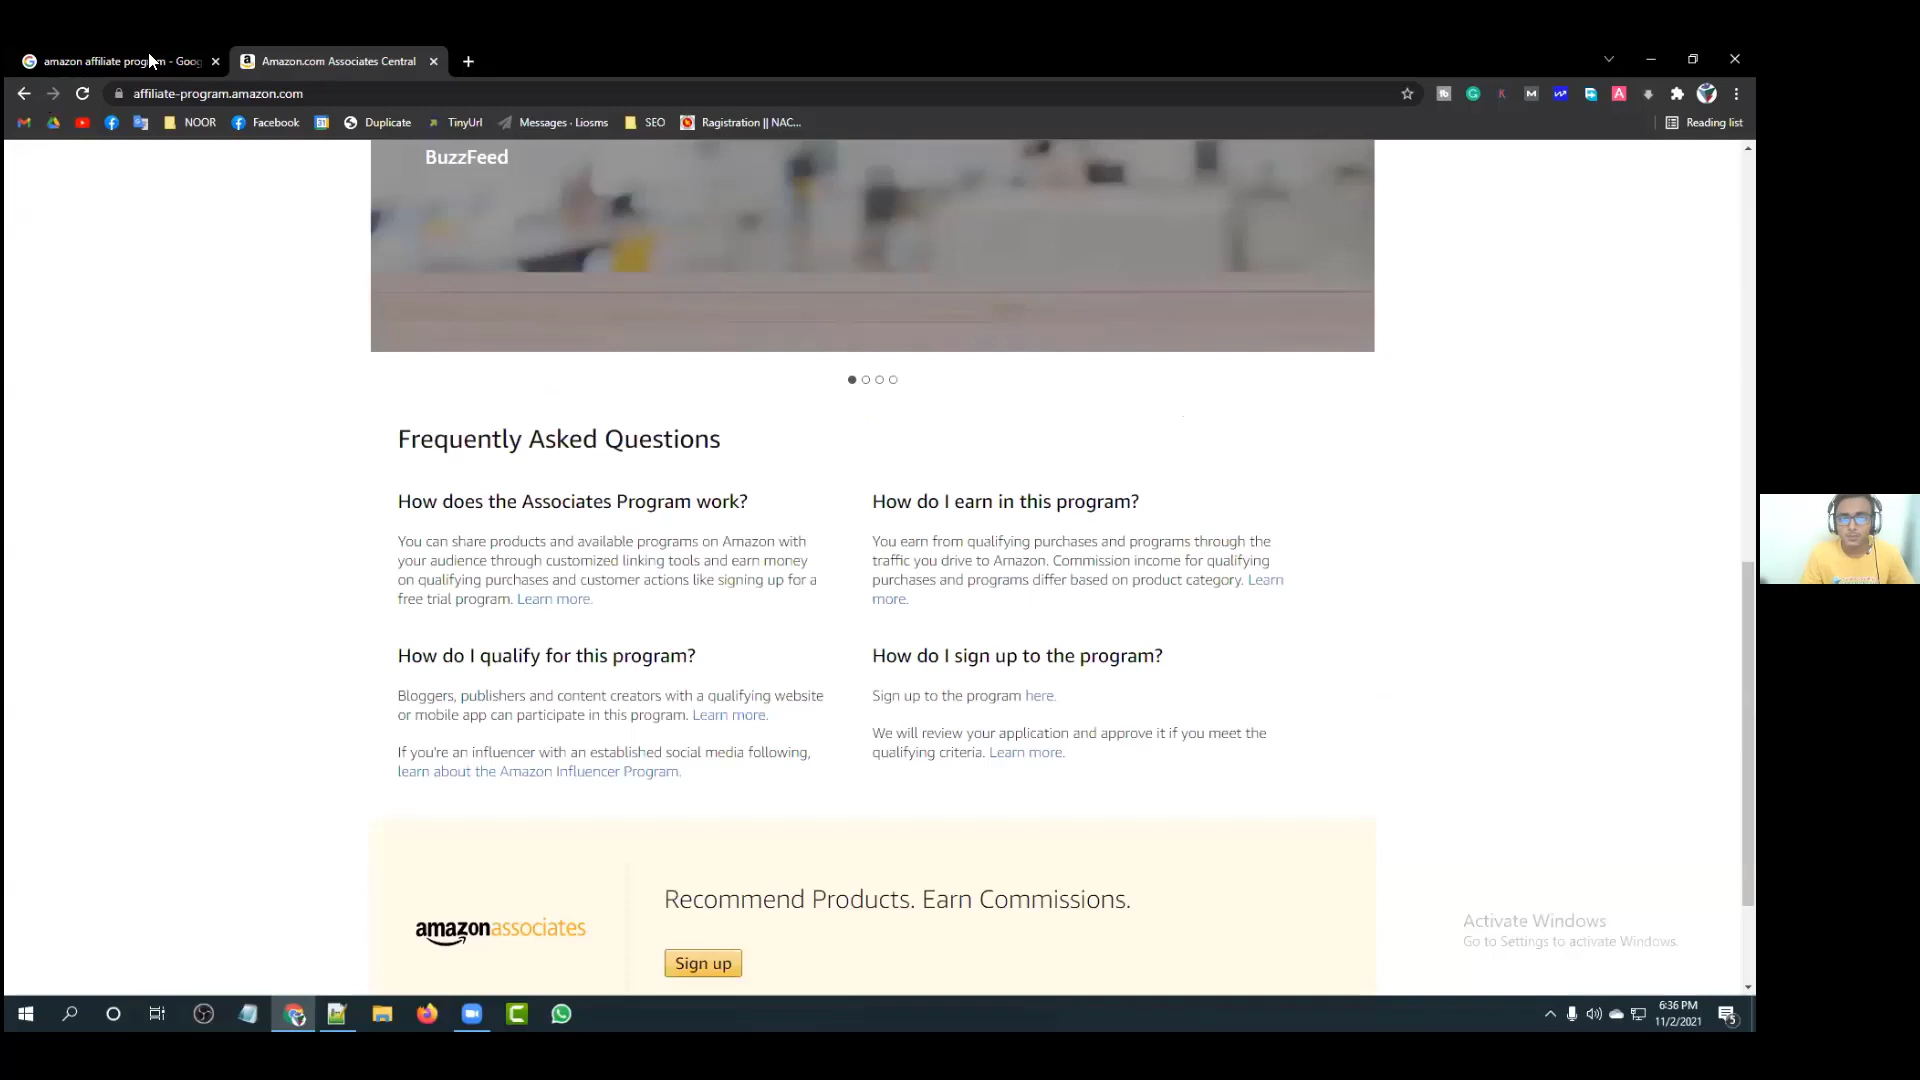 amazon affiliate program - Goog
Amazon.com Associates Central
affiliate-program.amazon.com
NOOR
Facebook
Duplicate
TinyUrl
Messages · Liosms
SEO
Ragistration || NAC...
Reading list
BuzzFeed
Frequently Asked Questions
How does the Associates Program work?
You can share products and available programs on Amazon with
your audience through customized linking tools and earn money
on qualifying purchases and customer actions like signing up for a
free trial program. Learn more.
How do I earn in this program?
You earn from qualifying purchases and programs through the
traffic you drive to Amazon. Commission income for qualifying
purchases and programs differ based on product category. Learn
more.
How do I qualify for this program?
Bloggers, publishers and content creators with a qualifying website
or mobile app can participate in this program. Learn more.
If you're an influencer with an established social media following,
learn about the Amazon Influencer Program.
How do I sign up to the program?
Sign up to the program here.
We will review your application and approve it if you meet the
qualifying criteria. Learn more.
amazonassociates
Recommend Products. Earn Commissions.
Sign up
Activate Windows
Go to Settings to activate Windows.
6:36 PM
11/2/2021
5